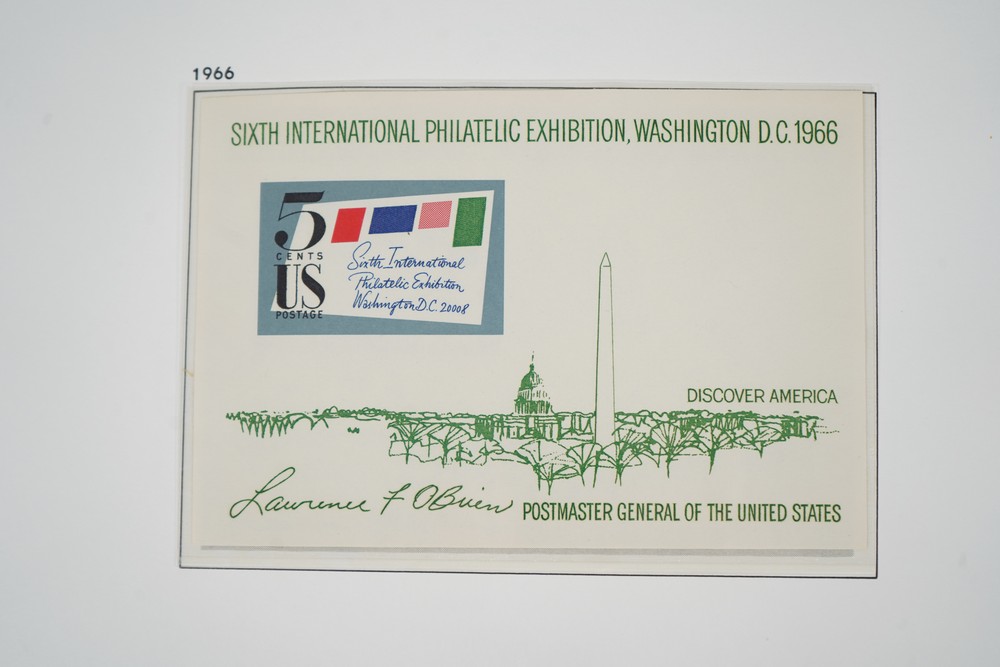 1966
SIXTH INTERNATIONAL PHILATELIC EXHIBITION, WASHINGTON D.C. 1966
5
CENTS
US
POSTAGE
Sixth International
Philatelic Exhibition
Washington D.C. 20008
DISCOVER AMERICA
Lawrence F O'Brien
POSTMASTER GENERAL OF THE UNITED STATES